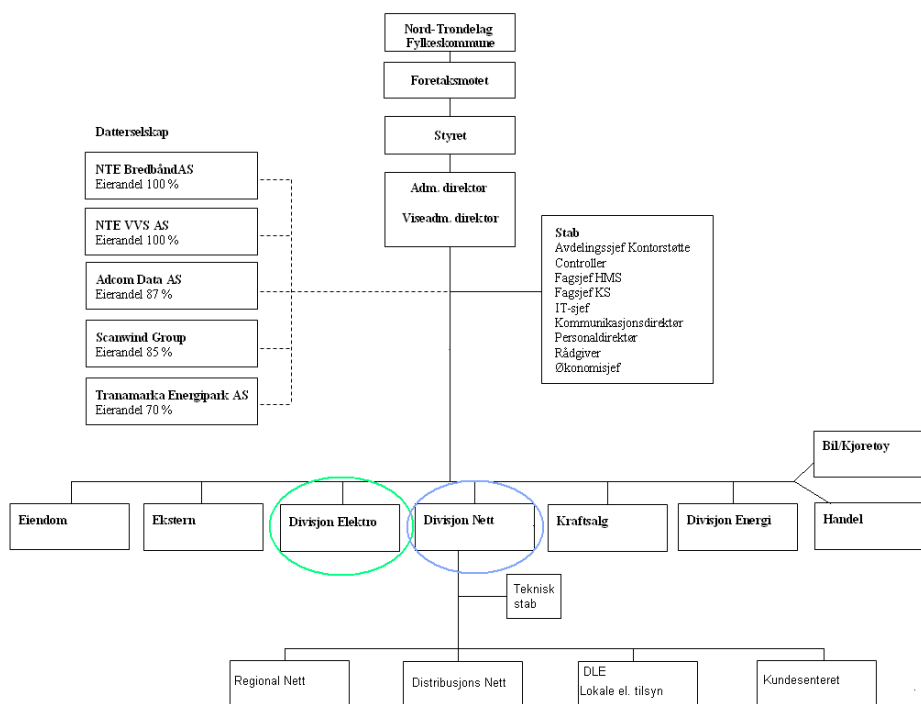 Nord-Trøndelag
Fylkeskommune
Foretaksmøtet
Styret
Datterselskap
NTE BredbåndAS
Eierandel 100 %
NTE VVS AS
Eierandel 100 %
Adcom Data AS
Eierandel 87 %
Scanwind Group
Eierandel 85 %
Tranamarka Energipark AS
Eierandel 70 %
Adm. direktør
Viseadm. direktør
Stab
Avdelingssjef Kontorstøtte
Controller
Fagsjef HMS
Fagsjef KS
IT-sjef
Kommunikasjonsdirektør
Personaldirektør
Rådgiver
Økonomisjef
Bil/Kjøretøy
Eiendom
Ekstern
Divisjon Elektro
Divisjon Nett
Kraftsalg
Divisjon Energi
Handel
Teknisk
stab
Regional Nett
Distribusjons Nett
DLE
Lokale el. tilsyn
Kundesenteret